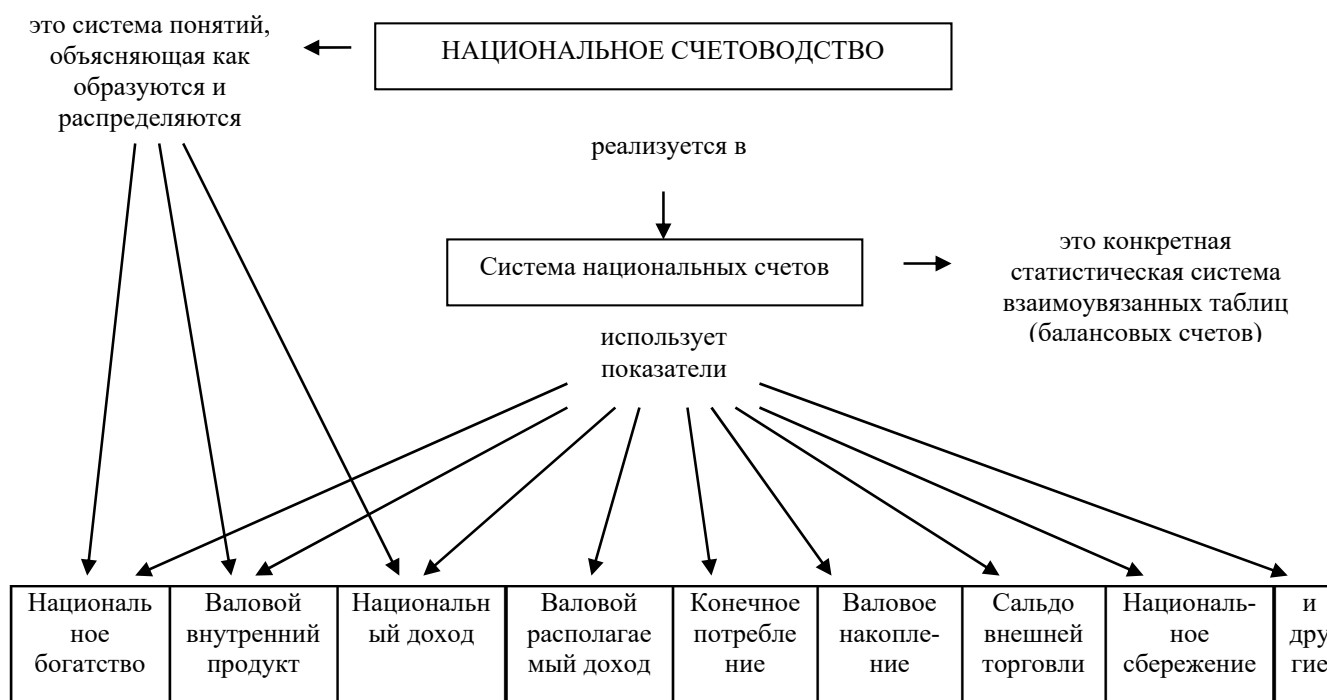 это система понятий,
объясняющая как
образуются и
распределяются
НАЦИОНАЛЬНОЕ СЧЕТОВОДСТВО
реализуется в
Система национальных счетов
это конкретная
статистическая система
взаимоувязанных таблиц
(балансовых счетов)
использует
показатели
Националь
ное
богатство
Валовой
внутренний
продукт
Национальн
ый доход
Валовой
располагае
мый доход
Конечное
потребле
ние
Валовое
накопле-
ние
Сальдо
внешней
торговли
Националь-
ное
сбережение
и
дру
гие